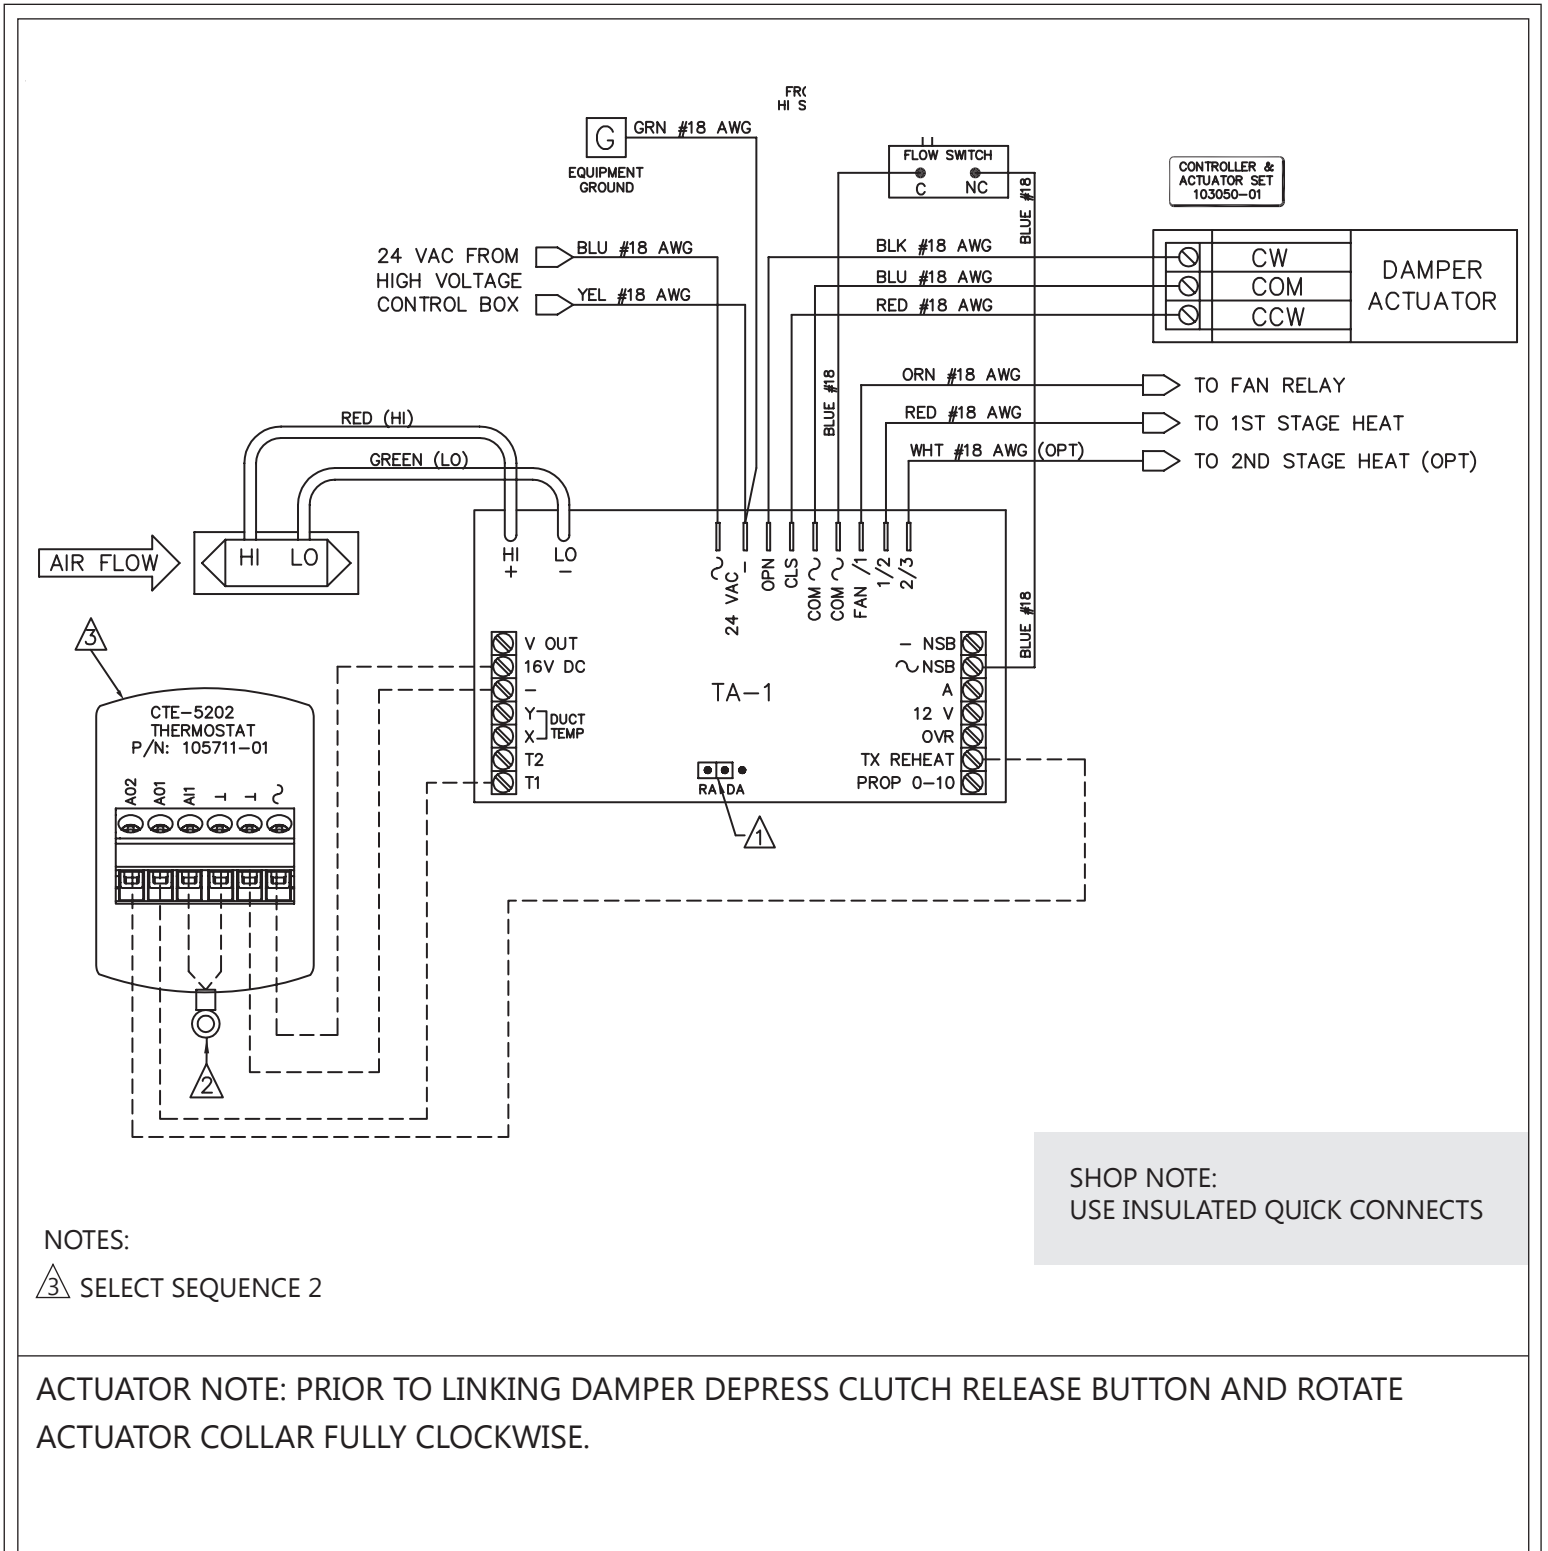 FR
HI S
G
GRN #18 AWG
EQUIPMENT
GROUND
FLOW SWITCH
C NC
CONTROLLER &
ACTUATOR SET
103050-01
24 VAC FROM
HIGH VOLTAGE
CONTROL BOX
BLU #18 AWG
YEL #18 AWG
BLUE #18
BLK #18 AWG
BLU #18 AWG
RED #18 AWG
CW
COM
CCW
DAMPER
ACTUATOR
BLUE #18
ORN #18 AWG
TO FAN RELAY
RED #18 AWG
TO 1ST STAGE HEAT
WHT #18 AWG (OPT)
TO 2ND STAGE HEAT (OPT)
RED (HI)
GREEN (LO)
AIR FLOW
HI LO
HI
+
LO
-
24 VAC
-
OPN
CLS
COM
COM
FAN /1
1/2
2/3
BLUE #18
V OUT
16V DC
-
Y
X
DUCT
TEMP
T2
T1
TA-1
- NSB
NSB
A
12 V
OVR
TX REHEAT
PROP 0-10
RA DA
1
3
CTE-5202
THERMOSTAT
P/N: 105711-01
AO2
AO1
AI1
2
SHOP NOTE:
USE INSULATED QUICK CONNECTS
NOTES:
3 SELECT SEQUENCE 2
ACTUATOR NOTE: PRIOR TO LINKING DAMPER DEPRESS CLUTCH RELEASE BUTTON AND ROTATE
ACTUATOR COLLAR FULLY CLOCKWISE.